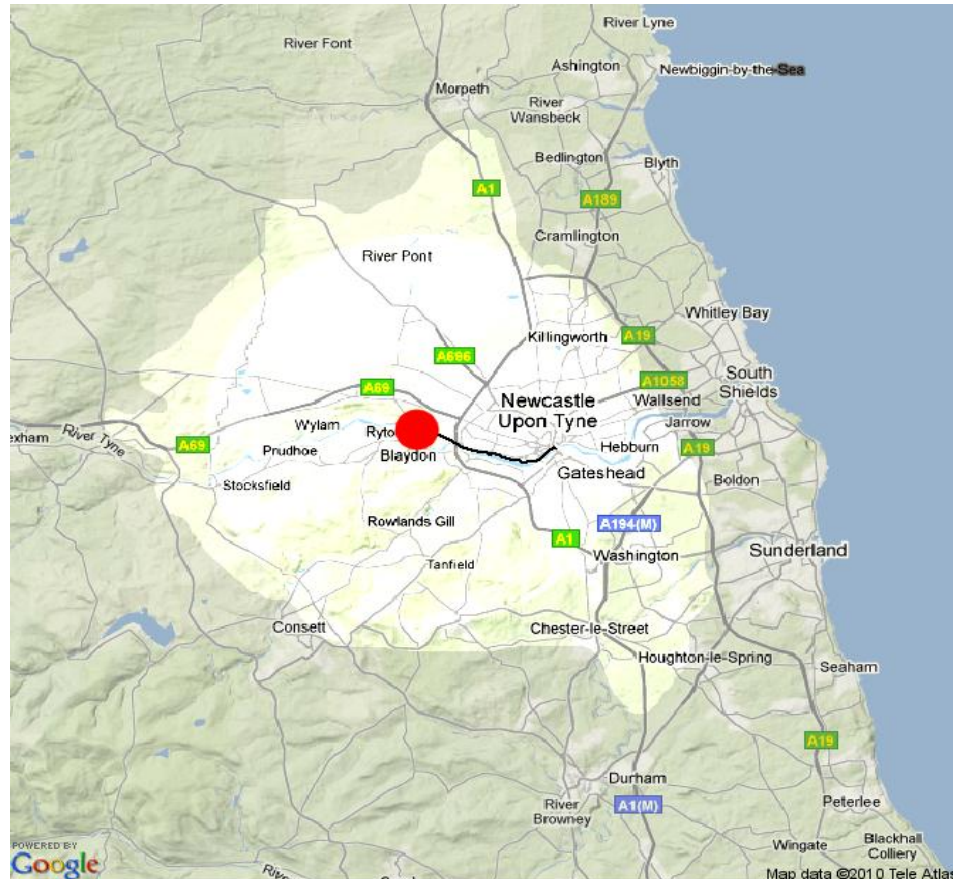 River Lyne
River Font
Ashington
Newbiggin-by-the-Sea
Morpeth
River
Wansbeck
Bedlington
Blyth
A1
A189
Cramlington
River Pont
Whitley Bay
Killingworth
A19
A696
South
Shields
A69
A1058
Newcastle
Upon Tyne
Wallsend
Jarrow
Wylam
Ryto
exham
River Tyne
A69
Prudhoe
Blaydon
Hebburn
A19
Gateshead
Boldon
Stocksfield
Rowlands Gill
A194(M)
A1
Washington
Sunderland
Tanfield
Consett
Chester-le-Street
Houghton-le-Spring
Seaham
A19
Durham
River
Browney
A1(M)
Peterlee
Wingate
Blackhall
Colliery
POWERED BY
Google
River
Map data ©2010 Tele Atlas